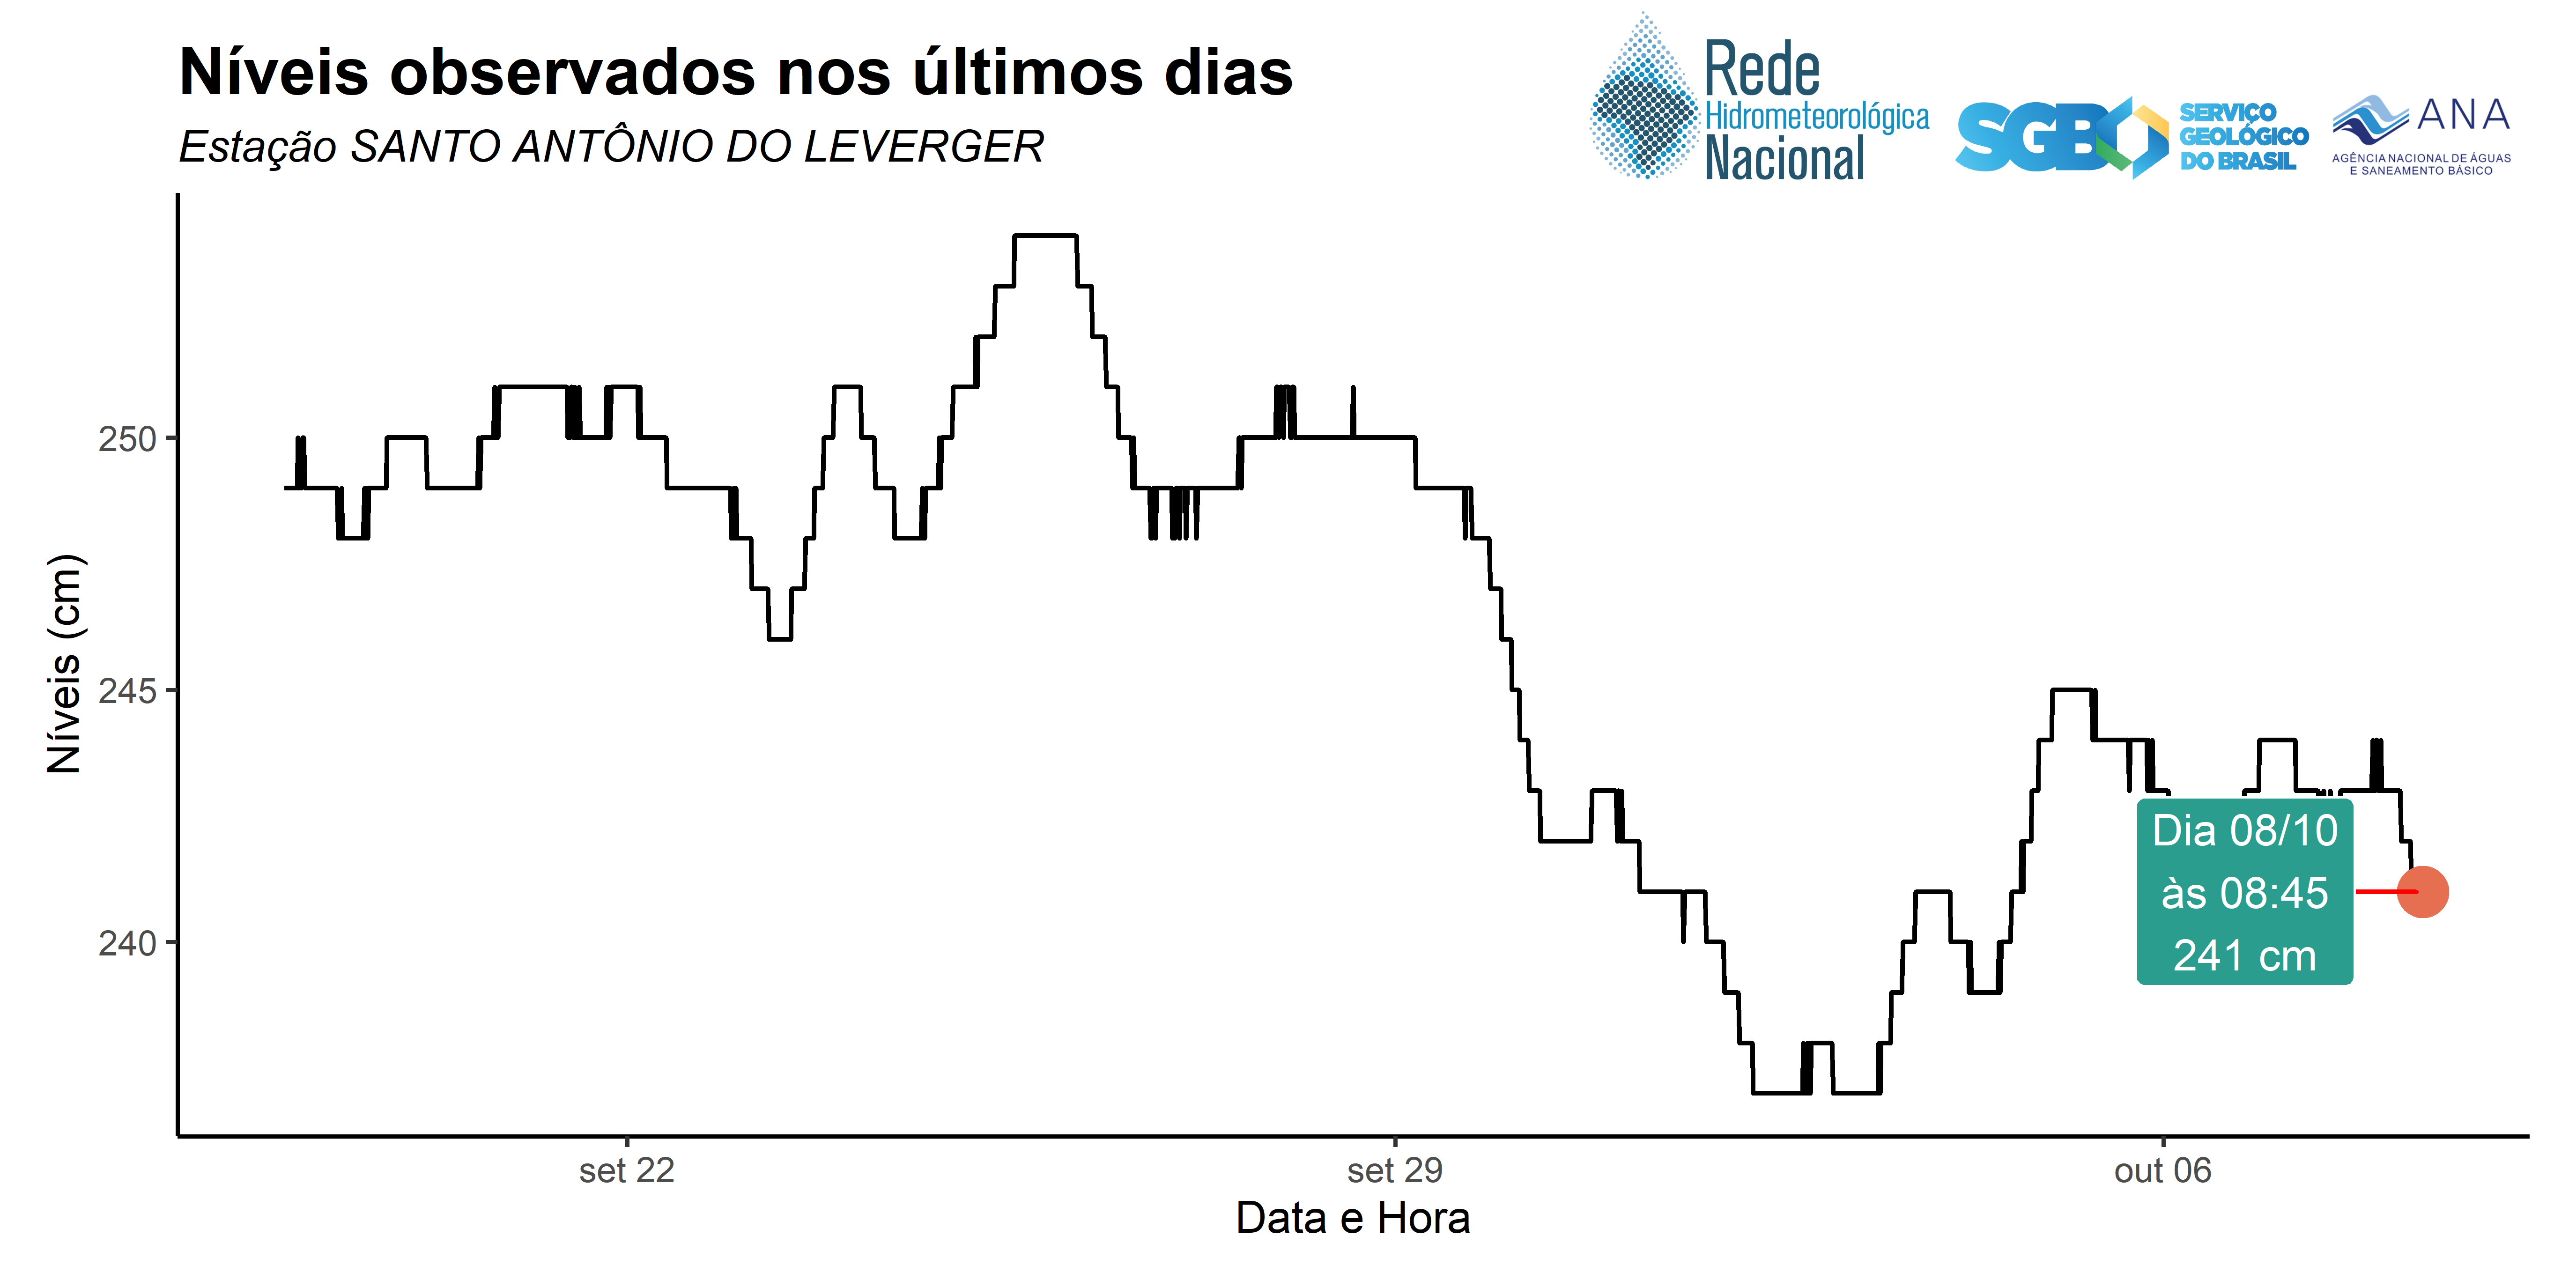 Níveis observados nos últimos dias
Estação SANTO ANTÔNIO DO LEVERGER
Rede
Hidrometeorológica
Nacional
SGB
SERVIÇO
GEOLÓGICO
DO BRASIL
ANA
AGÊNCIA NACIONAL DE ÁGUAS
E SANEAMENTO BÁSICO
Níveis (cm)
250
245
240
Dia 08/10
às 08:45
241 cm
set 22
set 29
out 06
Data e Hora